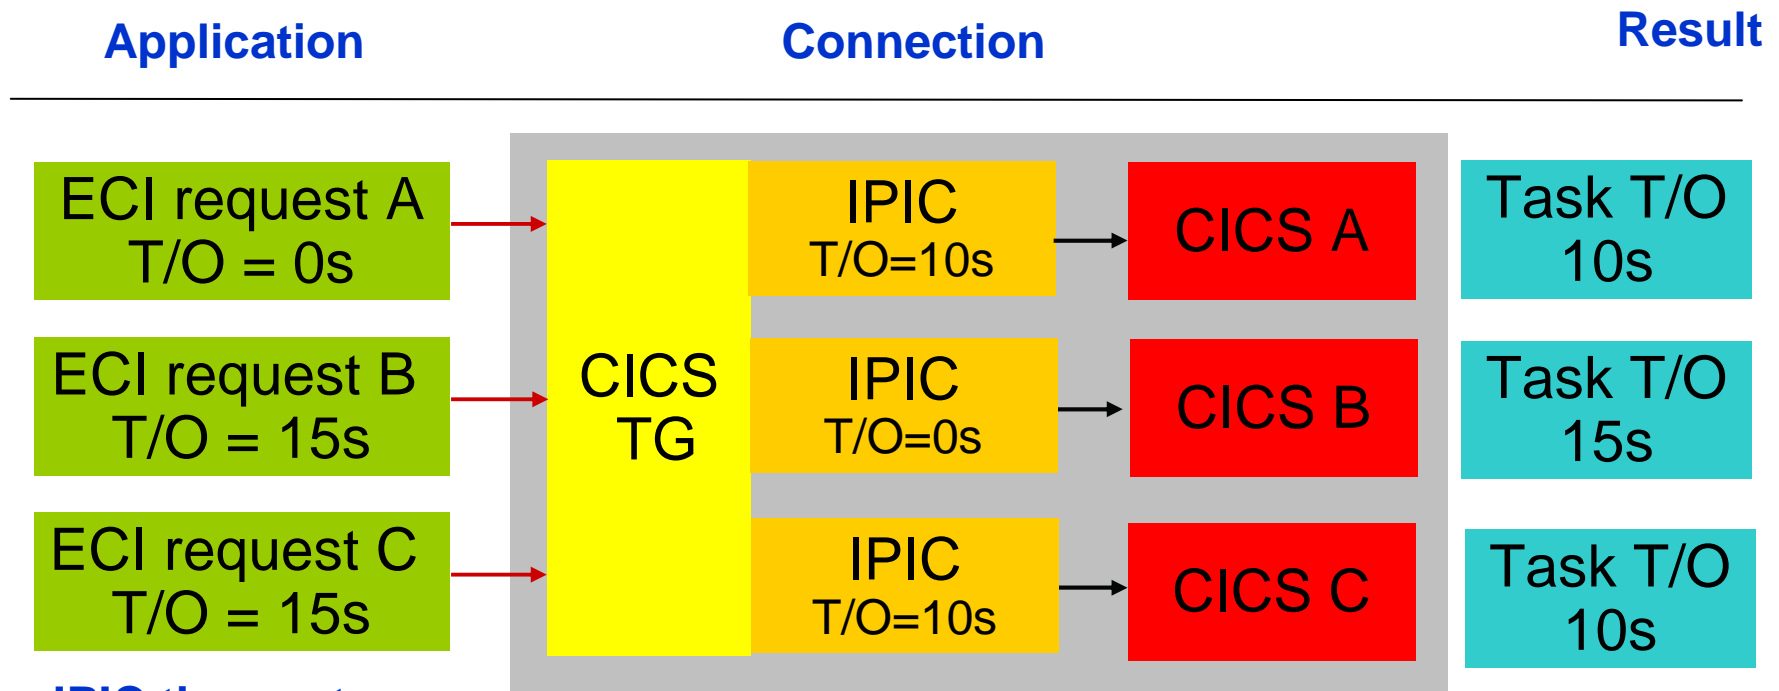 Application
Connection
Result
ECI request A
T/O = 0s
IPIC
T/O=10s
CICS A
Task T/O
10s
ECI request B
T/O = 15s
CICS
TG
IPIC
T/O=0s
CICS B
Task T/O
15s
ECI request C
T/O = 15s
IPIC
T/O=10s
CICS C
Task T/O
10s